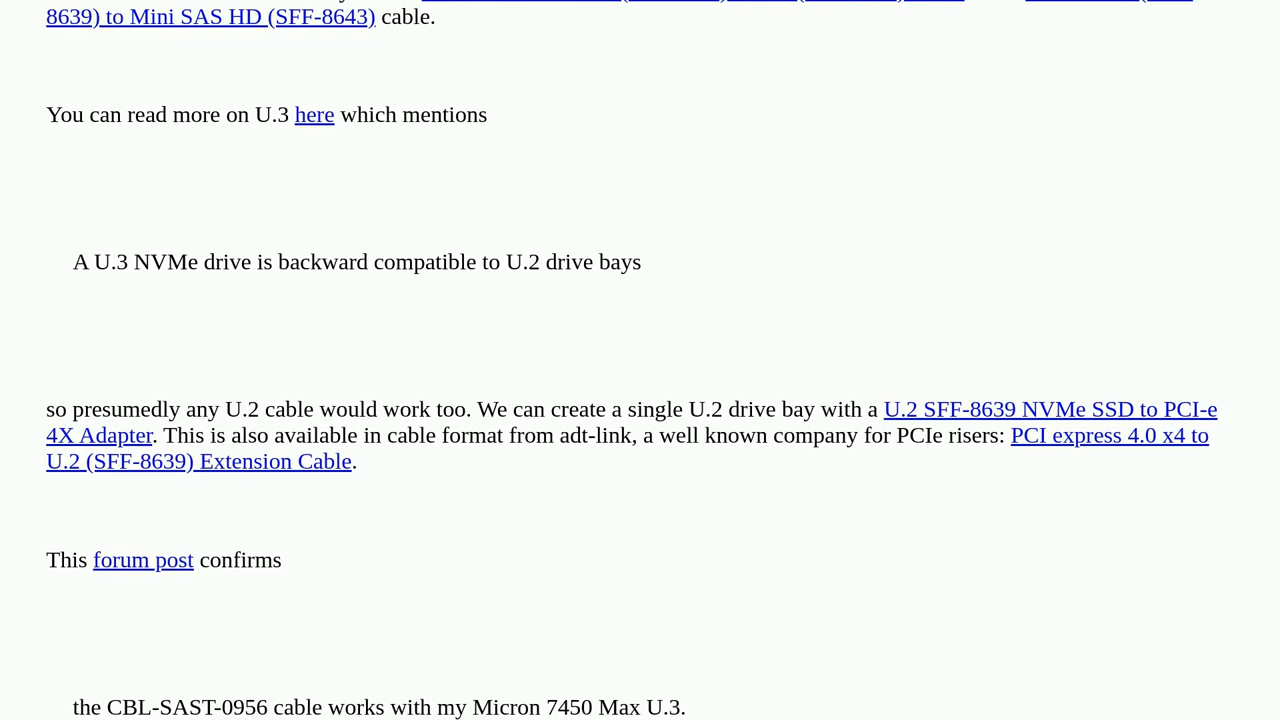 8639) to Mini SAS HD (SFF-8643) cable.
You can read more on U.3 here which mentions
A U.3 NVMe drive is backward compatible to U.2 drive bays
so presumedly any U.2 cable would work too. We can create a single U.2 drive bay with a U.2 SFF-8639 NVMe SSD to PCI-e
4X Adapter. This is also available in cable format from adt-link, a well known company for PCIe risers: PCI express 4.0 x4 to
U.2 (SFF-8639) Extension Cable.
This forum post confirms
the CBL-SAST-0956 cable works with my Micron 7450 Max U.3.